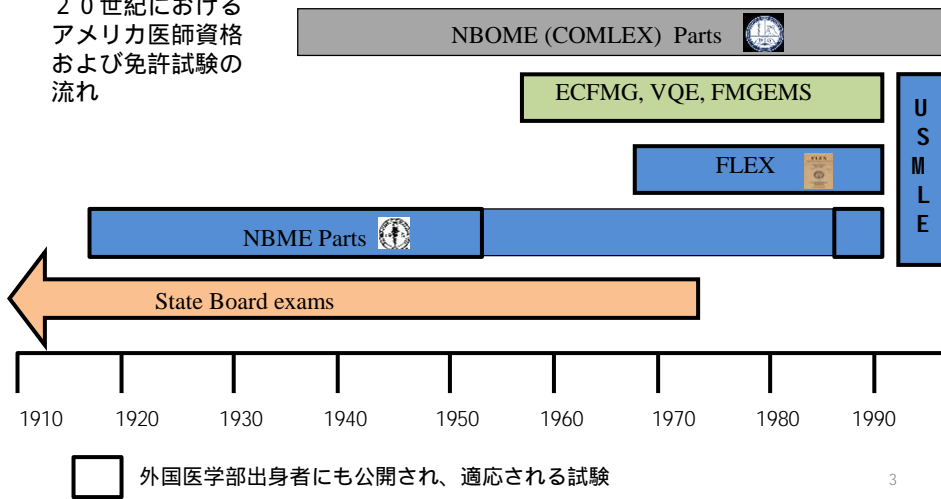 ２０世紀における
アメリカ医師資格
および免許試験の
流れ
NBOME (COMLEX) Parts
ECFMG, VQE, FMGEMS
FLEX
USMLE
NBME Parts
State Board exams
1910 1920 1930 1940 1950 1960 1970 1980 1990
外国医学部出身者にも公開され、適応される試験
3